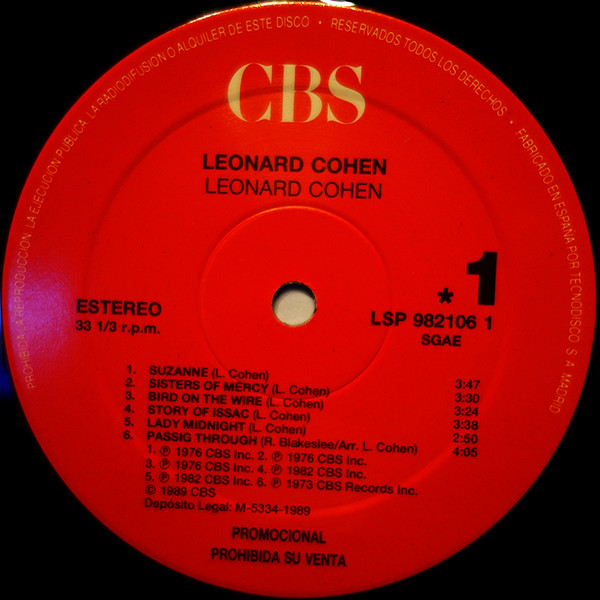 PROHIBIDA LA REPRODUCCION, LA EJECUCION PUBLICA, LA RADIODIFUSION O ALQUILER DE ESTE DISCO • RESERVADOS TODOS LOS DERECHOS • FABRICADO EN ESPAÑA POR TECNODISCO, S. A. MADRID
CBS
LEONARD COHEN
LEONARD COHEN
* 1
ESTEREO
33 1/3 r.p.m.
LSP 982106 1
SGAE
1. SUZANNE (L. Cohen) 3:47
2. SISTERS OF MERCY (L. Cohen) 3:30
3. BIRD ON THE WIRE (L. Cohen) 3:24
4. STORY OF ISSAC (L. Cohen) 3:38
5. LADY MIDNIGHT (L. Cohen) 2:50
6. PASSIG THROUGH (R. Blakeslee/Arr. L. Cohen) 4:05
1. ℗ 1976 CBS Inc. 2. ℗ 1976 CBS Inc.
3. ℗ 1976 CBS Inc. 4. ℗ 1982 CBS Inc.
5. ℗ 1982 CBS Inc. 6. ℗ 1973 CBS Records Inc.
© 1989 CBS
Depósito Legal: M-5334-1989
PROMOCIONAL
PROHIBIDA SU VENTA